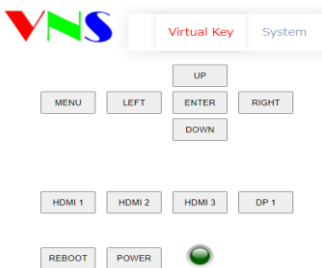 VNS
Virtual Key System
UP
MENU LEFT ENTER RIGHT
DOWN
HDMI 1 HDMI 2 HDMI 3 DP 1
REBOOT POWER